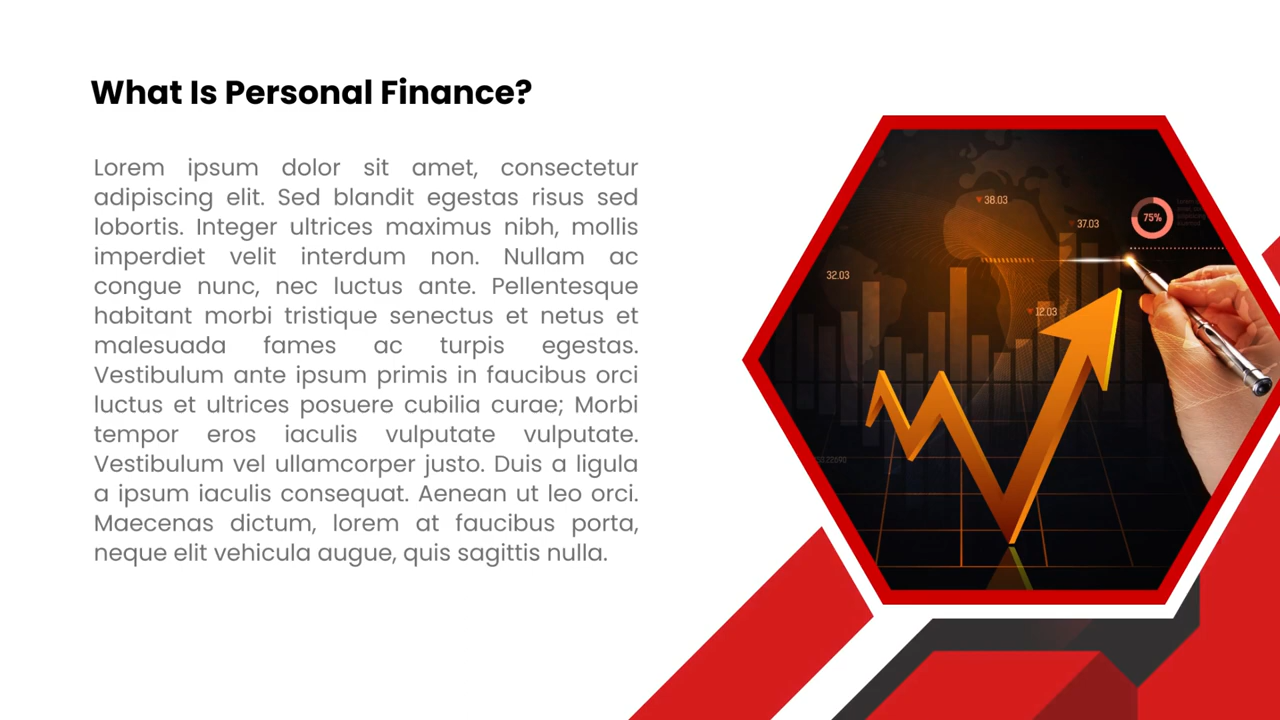 What Is Personal Finance?
Lorem ipsum dolor sit amet, consectetur
adipiscing elit. Sed blandit egestas risus sed
lobortis. Integer ultrices maximus nibh, mollis
imperdiet velit interdum non. Nullam ac
congue nunc, nec luctus ante. Pellentesque
habitant morbi tristique senectus et netus et
malesuada fames ac turpis egestas.
Vestibulum ante ipsum primis in faucibus orci
luctus et ultrices posuere cubilia curae; Morbi
tempor eros iaculis vulputate vulputate.
Vestibulum vel ullamcorper justo. Duis a ligula
a ipsum iaculis consequat. Aenean ut leo orci.
Maecenas dictum, lorem at faucibus porta,
neque elit vehicula augue, quis sagittis nulla.
38.03
37.03
75%
32.03
12.03